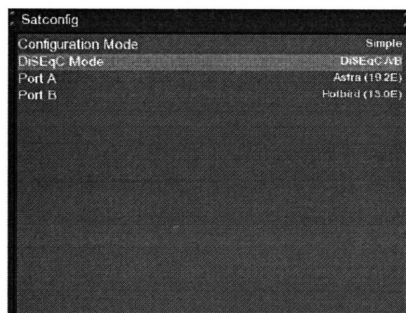 Satconfig
Configuration Mode Simple
DiSEqC Mode DiSEqC A/B
Port A Astra (19.2E)
Port B Hotbird (13.0E)